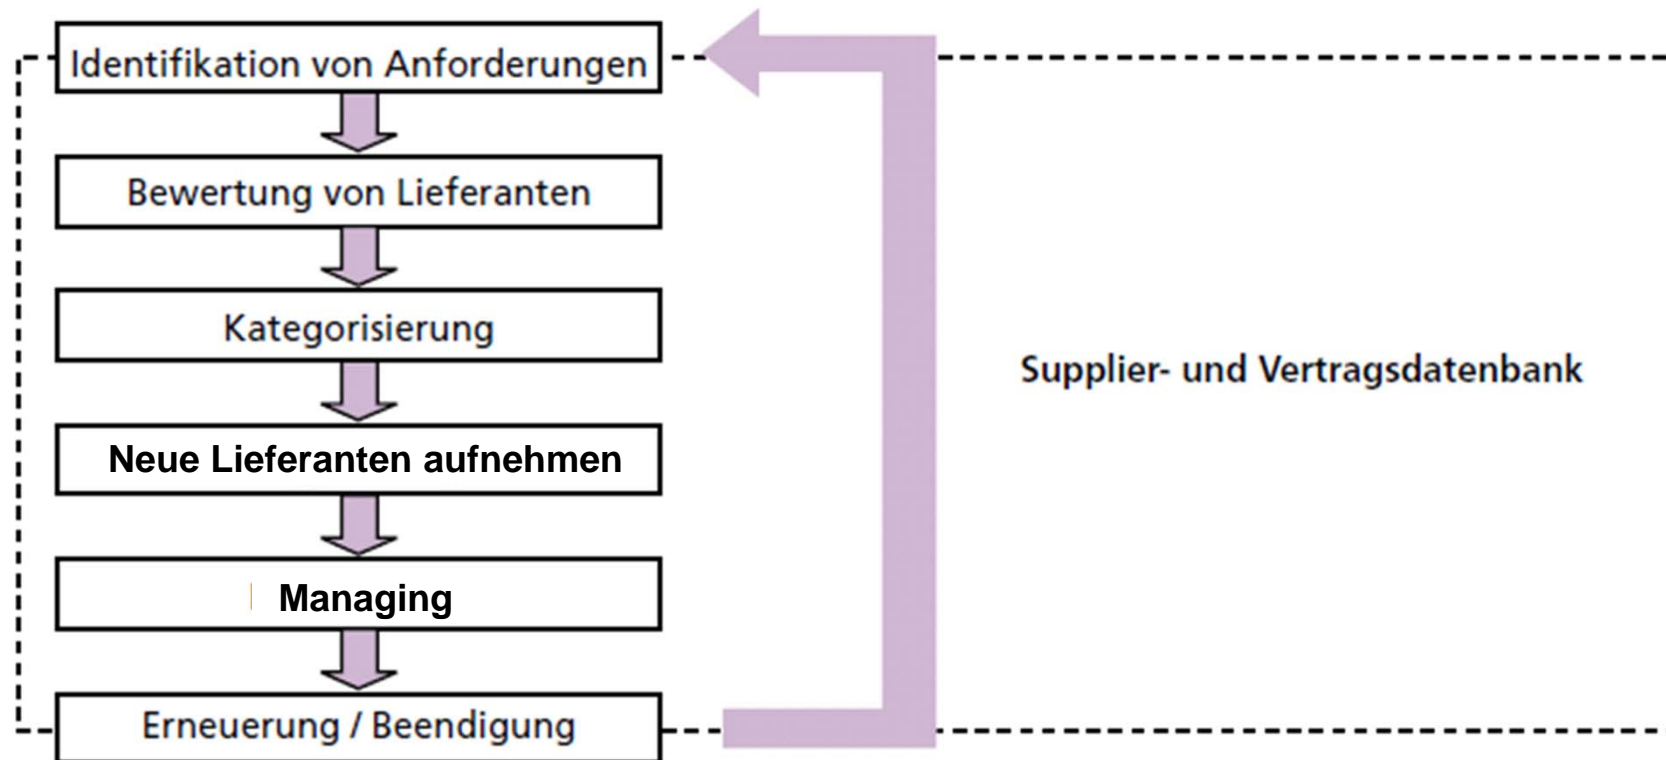 Identifikation von Anforderungen
Bewertung von Lieferanten
Kategorisierung
Neue Lieferanten aufnehmen
Managing
Erneuerung / Beendigung
Supplier- und Vertragsdatenbank